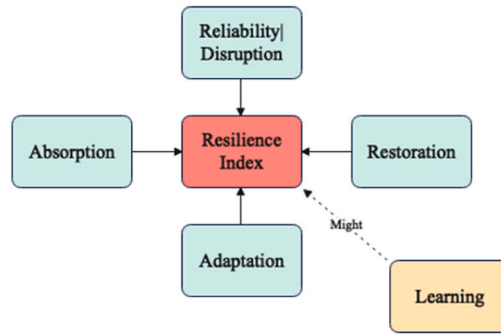 Reliability|
Disruption
Absorption
Resilience
Index
Restoration
Might
Adaptation
Learning